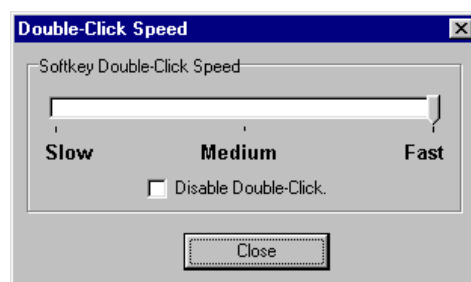 Double-Click Speed
Softkey Double-Click Speed
Slow Medium Fast
Disable Double-Click.
Close